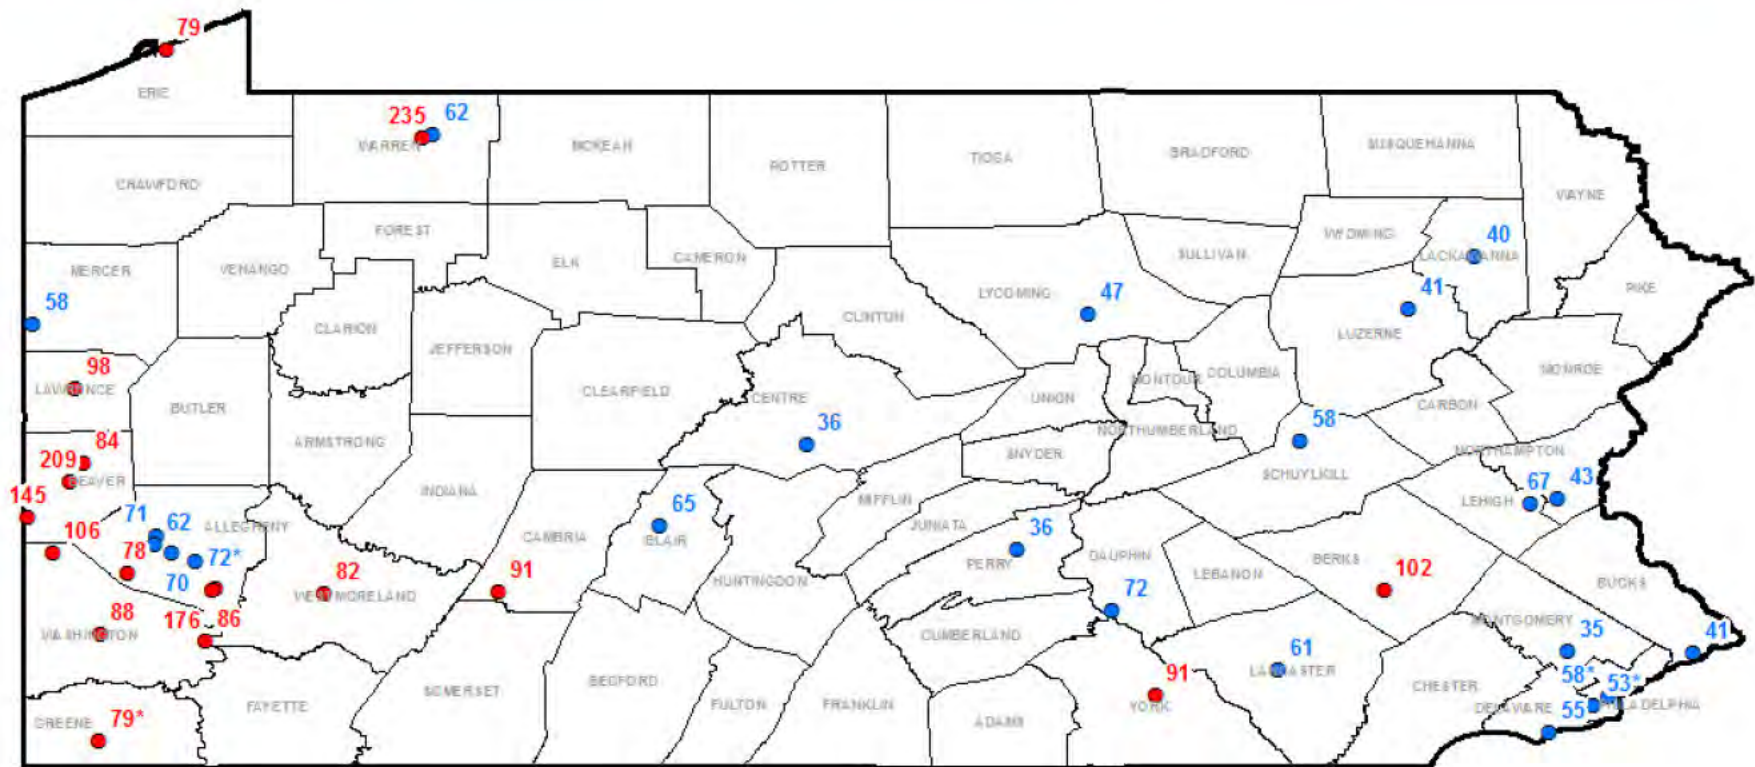 79
ERIE
235 62
WARREN
MCKEAN
POTTER
TIOGA
BRADFORD
SUSQUEHANNA
CRAWFORD
WAYNE
FOREST
WYOMING
40
LACKAWANNA
MERCER
VENANGO
ELK
CAMERON
SULLIVAN
58
LYCOMING
47
41
PIKE
CLARION
CLINTON
LUZERNE
JEFFERSON
98
LAWRENCE
CLEARFIELD
CENTRE
MONTOUR
COLUMBIA
MONROE
BUTLER
UNION
CARBON
36
58
ARMSTRONG
NORTHUMBERLAND
84
209
BEAVER
SNYDER
NORTHAMPTON
SCHUYLKILL
145
INDIANA
MIFFLIN
67 43
LEHIGH
71 62
ALLEGHENY
65
JUNIATA
106
CAMBRIA
BLAIR
36
78
72*
70
PERRY
DAUPHIN
BERKS
82
91
HUNTINGDON
LEBANON
102
BUCKS
WESTMORELAND
72
88
176 86
WASHINGTON
CUMBERLAND
MONTGOMERY
35
41
61
LANCASTER
58*
91
53*
GREENE
79*
FAYETTE
SOMERSET
BEDFORD
FULTON
FRANKLIN
ADAMS
YORK
CHESTER
DELAWARE
55
PHILADELPHIA